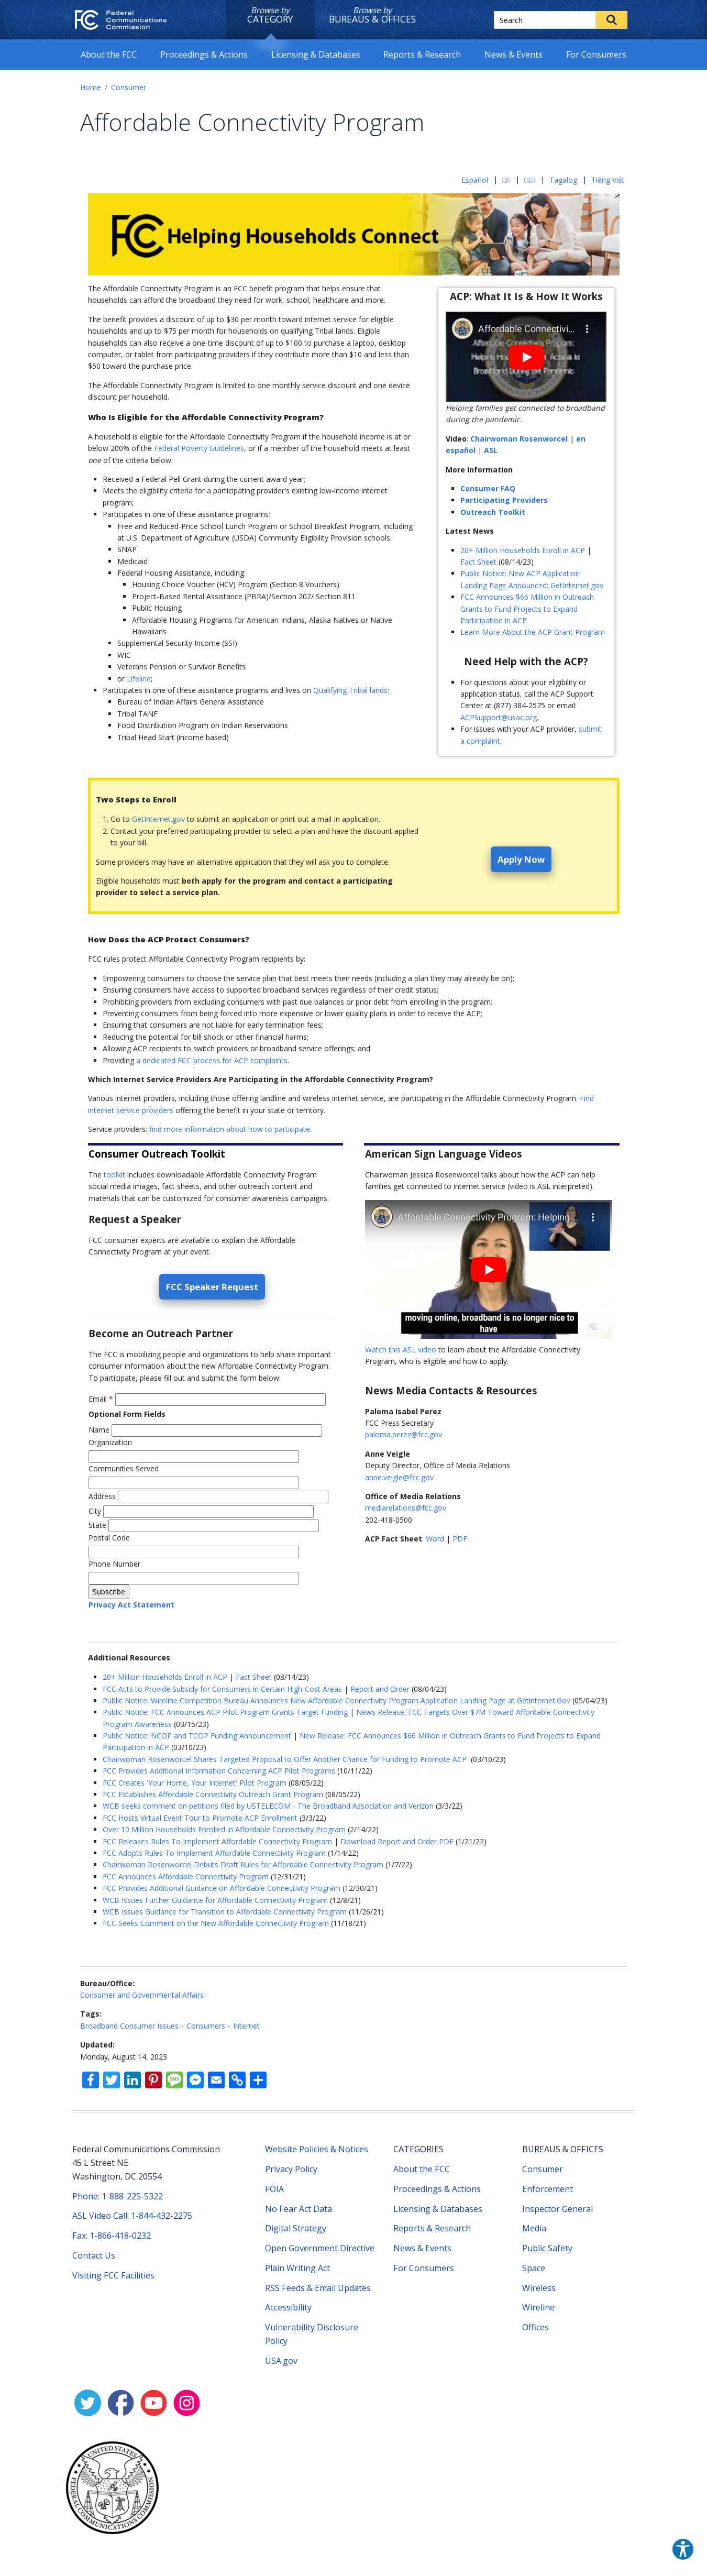 Federal
Communications
Commission
Browse by
CATEGORY
Browse by
BUREAUS & OFFICES
Search
About the FCC
Proceedings & Actions
Licensing & Databases
Reports & Research
News & Events
For Consumers
Home / Consumer
Affordable Connectivity Program
Español | | | Tagalog | Tiếng Việt
FCC Helping Households Connect
The Affordable Connectivity Program is an FCC benefit program that helps ensure that
households can afford the broadband they need for work, school, healthcare and more.
The benefit provides a discount of up to $30 per month toward internet service for eligible
households and up to $75 per month for households on qualifying Tribal lands. Eligible
households can also receive a one-time discount of up to $100 to purchase a laptop, desktop
computer, or tablet from participating providers if they contribute more than $10 and less than
$50 toward the purchase price.
The Affordable Connectivity Program is limited to one monthly service discount and one device
discount per household.
Who Is Eligible for the Affordable Connectivity Program?
A household is eligible for the Affordable Connectivity Program if the household income is at or
below 200% of the Federal Poverty Guidelines, or if a member of the household meets at least
one of the criteria below:
Received a Federal Pell Grant during the current award year;
Meets the eligibility criteria for a participating provider's existing low-income internet
program;
Participates in one of these assistance programs:
Free and Reduced-Price School Lunch Program or School Breakfast Program, including
at U.S. Department of Agriculture (USDA) Community Eligibility Provision schools.
SNAP
Medicaid
Federal Housing Assistance, including:
Housing Choice Voucher (HCV) Program (Section 8 Vouchers)
Project-Based Rental Assistance (PBRA)/Section 202/ Section 811
Public Housing
Affordable Housing Programs for American Indians, Alaska Natives or Native
Hawaiians
Supplemental Security Income (SSI)
WIC
Veterans Pension or Survivor Benefits
or Lifeline;
Participates in one of these assistance programs and lives on Qualifying Tribal lands:
Bureau of Indian Affairs General Assistance
Tribal TANF
Food Distribution Program on Indian Reservations
Tribal Head Start (income based)
ACP: What It Is & How It Works
Affordable Connectivi...
Affordable Connectivity Program:
Broadband During the Pandemic
Helping families get connected to broadband
during the pandemic.
Video: Chairwoman Rosenworcel | en
español | ASL
More Information
Consumer FAQ
Participating Providers
Outreach Toolkit
Latest News
20+ Million Households Enroll in ACP |
Fact Sheet (08/14/23)
Public Notice: New ACP Application
Landing Page Announced: GetInternet.gov
FCC Announces $66 Million in Outreach
Grants to Fund Projects to Expand
Participation in ACP
Learn More About the ACP Grant Program
Need Help with the ACP?
For questions about your eligibility or
application status, call the ACP Support
Center at (877) 384-2575 or email:
ACPSupport@usac.org.
For issues with your ACP provider, submit
a complaint.
Two Steps to Enroll
1. Go to GetInternet.gov to submit an application or print out a mail-in application.
2. Contact your preferred participating provider to select a plan and have the discount applied
to your bill.
Some providers may have an alternative application that they will ask you to complete.
Eligible households must both apply for the program and contact a participating
provider to select a service plan.
Apply Now
How Does the ACP Protect Consumers?
FCC rules protect Affordable Connectivity Program recipients by:
Empowering consumers to choose the service plan that best meets their needs (including a plan they may already be on);
Ensuring consumers have access to supported broadband services regardless of their credit status;
Prohibiting providers from excluding consumers with past due balances or prior debt from enrolling in the program;
Preventing consumers from being forced into more expensive or lower quality plans in order to receive the ACP;
Ensuring that consumers are not liable for early termination fees;
Reducing the potential for bill shock or other financial harms;
Allowing ACP recipients to switch providers or broadband service offerings; and
Providing a dedicated FCC process for ACP complaints.
Which Internet Service Providers Are Participating in the Affordable Connectivity Program?
Various internet providers, including those offering landline and wireless internet service, are participating in the Affordable Connectivity Program. Find
internet service providers offering the benefit in your state or territory.
Service providers: find more information about how to participate.
Consumer Outreach Toolkit
The toolkit includes downloadable Affordable Connectivity Program
social media images, fact sheets, and other outreach content and
materials that can be customized for consumer awareness campaigns.
Request a Speaker
FCC consumer experts are available to explain the Affordable
Connectivity Program at your event.
FCC Speaker Request
Become an Outreach Partner
The FCC is mobilizing people and organizations to help share important
consumer information about the new Affordable Connectivity Program.
To participate, please fill out and submit the form below:
Email *
Optional Form Fields
Name
Organization
Communities Served
Address
City
State
Postal Code
Phone Number
Subscribe
Privacy Act Statement
American Sign Language Videos
Chairwoman Jessica Rosenworcel talks about how the ACP can help
families get connected to internet service (video is ASL interpreted).
Affordable Connectivity Program: Helping ...
moving online, broadband is no longer nice to
have
Watch this ASL video to learn about the Affordable Connectivity
Program, who is eligible and how to apply.
News Media Contacts & Resources
Paloma Isabel Perez
FCC Press Secretary
paloma.perez@fcc.gov
Anne Veigle
Deputy Director, Office of Media Relations
anne.veigle@fcc.gov
Office of Media Relations
mediarelations@fcc.gov
202-418-0500
ACP Fact Sheet: Word | PDF
Additional Resources
20+ Million Households Enroll in ACP | Fact Sheet (08/14/23)
FCC Acts to Provide Subsidy for Consumers in Certain High-Cost Areas | Report and Order (08/04/23)
Public Notice: Wireline Competition Bureau Announces New Affordable Connectivity Program Application Landing Page at GetInternet.Gov (05/04/23)
Public Notice: FCC Announces ACP Pilot Program Grants Target Funding | News Release: FCC Targets Over $7M Toward Affordable Connectivity
Program Awareness (03/15/23)
Public Notice: NCOP and TCOP Funding Announcement | New Release: FCC Announces $66 Million in Outreach Grants to Fund Projects to Expand
Participation in ACP (03/10/23)
Chairwoman Rosenworcel Shares Targeted Proposal to Offer Another Chance for Funding to Promote ACP (03/10/23)
FCC Provides Additional Information Concerning ACP Pilot Programs (10/11/22)
FCC Creates 'Your Home, Your Internet' Pilot Program (08/05/22)
FCC Establishes Affordable Connectivity Outreach Grant Program (08/05/22)
WCB seeks comment on petitions filed by USTELECOM - The Broadband Association and Verizon (3/3/22)
FCC Hosts Virtual Event Tour to Promote ACP Enrollment (3/3/22)
Over 10 Million Households Enrolled in Affordable Connectivity Program (2/14/22)
FCC Releases Rules To Implement Affordable Connectivity Program | Download Report and Order PDF (1/21/22)
FCC Adopts Rules To Implement Affordable Connectivity Program (1/14/22)
Chairwoman Rosenworcel Debuts Draft Rules for Affordable Connectivity Program (1/7/22)
FCC Announces Affordable Connectivity Program (12/31/21)
FCC Provides Additional Guidance on Affordable Connectivity Program (12/30/21)
WCB Issues Further Guidance for Affordable Connectivity Program (12/8/21)
WCB Issues Guidance for Transition to Affordable Connectivity Program (11/26/21)
FCC Seeks Comment on the New Affordable Connectivity Program (11/18/21)
Bureau/Office:
Consumer and Governmental Affairs
Tags:
Broadband Consumer Issues - Consumers - Internet
Updated:
Monday, August 14, 2023
Federal Communications Commission
45 L Street NE
Washington, DC 20554
Phone: 1-888-225-5322
ASL Video Call: 1-844-432-2275
Fax: 1-866-418-0232
Contact Us
Visiting FCC Facilities
Website Policies & Notices
Privacy Policy
FOIA
No Fear Act Data
Digital Strategy
Open Government Directive
Plain Writing Act
RSS Feeds & Email Updates
Accessibility
Vulnerability Disclosure
Policy
USA.gov
CATEGORIES
About the FCC
Proceedings & Actions
Licensing & Databases
Reports & Research
News & Events
For Consumers
BUREAUS & OFFICES
Consumer
Enforcement
Inspector General
Media
Public Safety
Space
Wireless
Wireline
Offices
FEDERAL COMMUNICATIONS COMMISSION